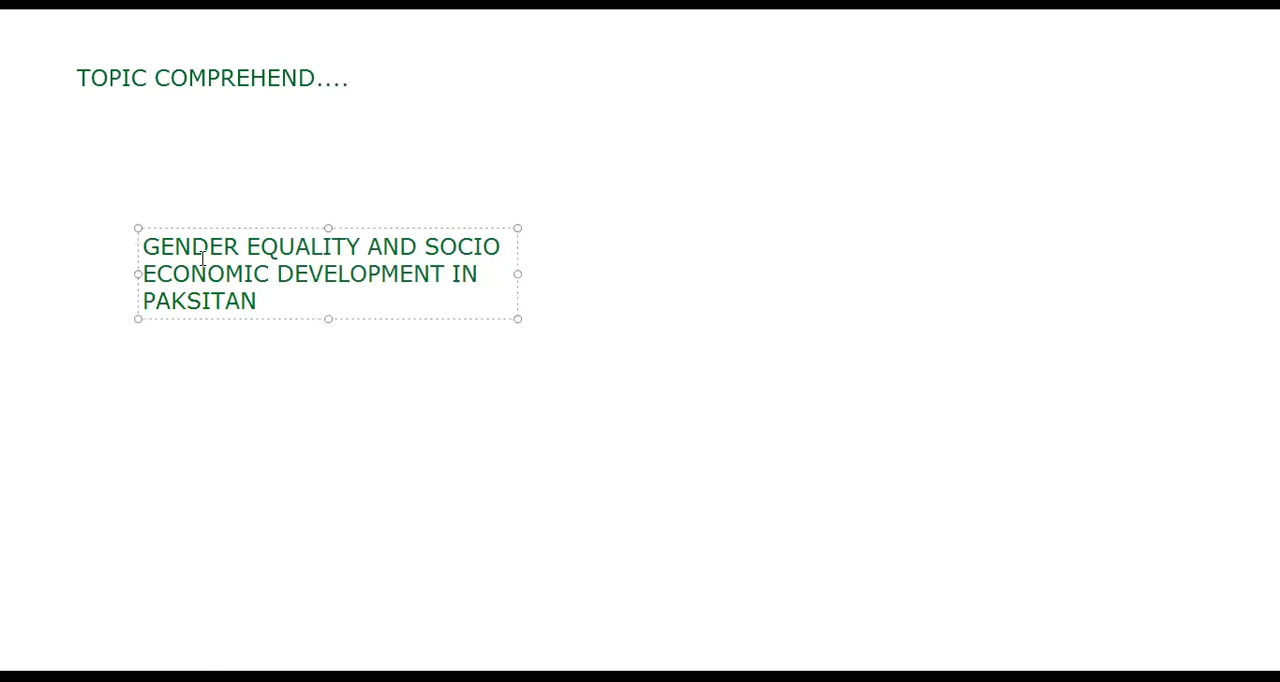 TOPIC COMPREHEND....
GENDER EQUALITY AND SOCIO
ECONOMIC DEVELOPMENT IN
PAKSITAN